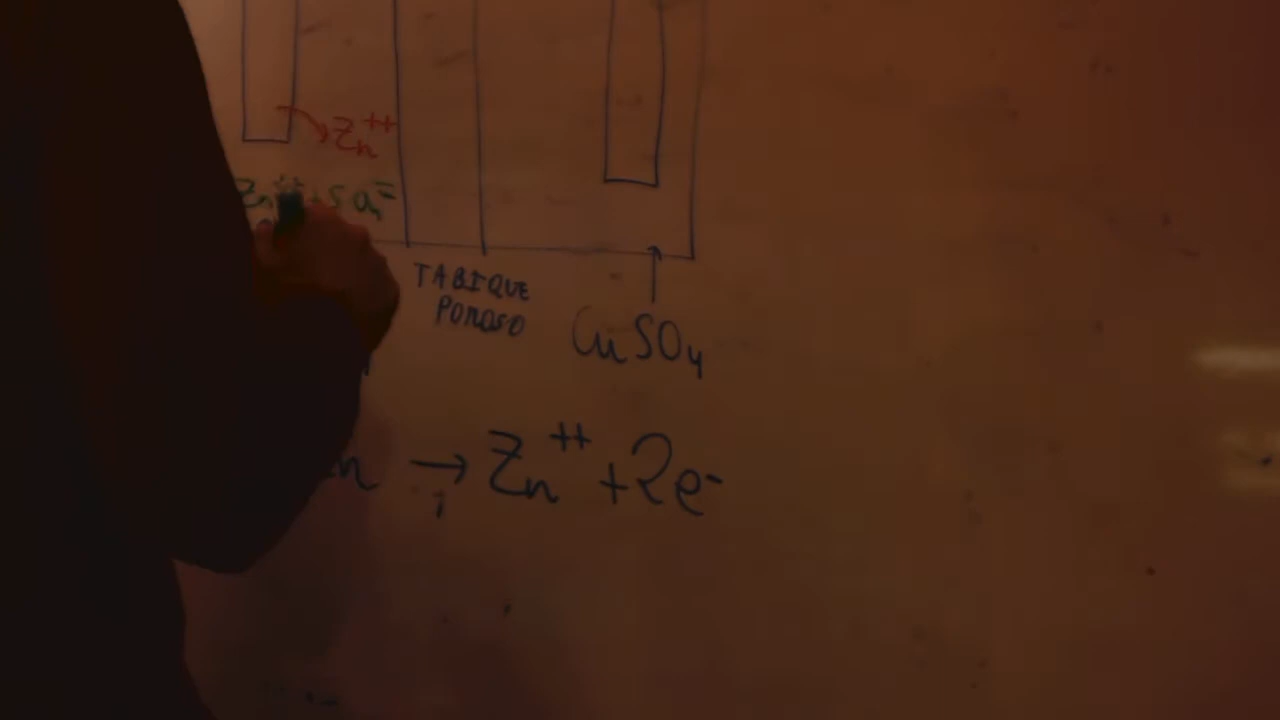 Zn++
Zn++ + SO4=
TABIQUE
POROSO
CuSO4
n → Zn++ + 2e-